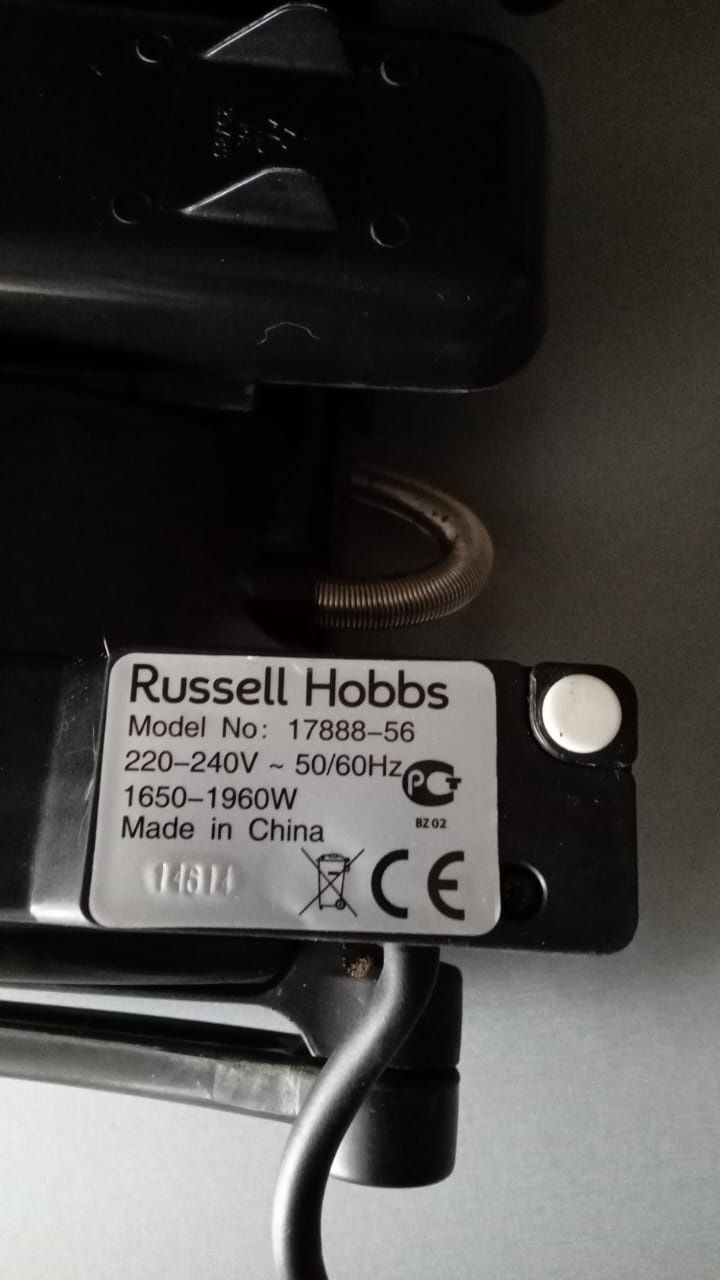 Russell Hobbs
Model No: 17888-56
220-240V ~ 50/60Hz
1650-1960W
PCT
BZ 02
Made in China
14614
CE